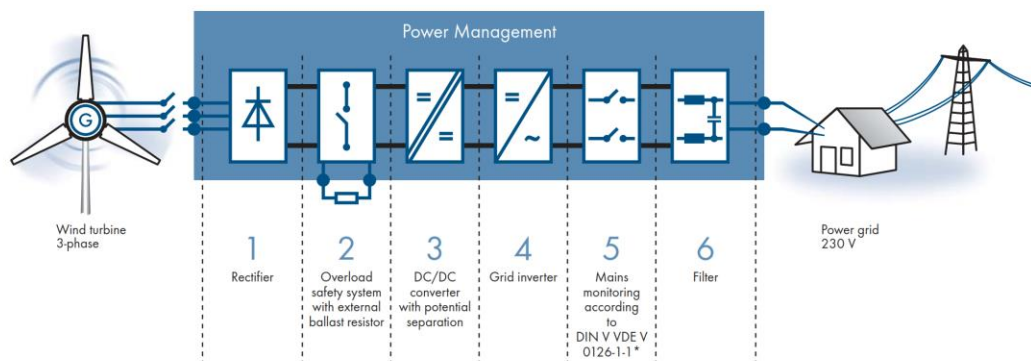 Power Management
G
=
=
=
~
Wind turbine
3-phase
1
Rectifier
2
Overload
safety system
with external
ballast resistor
3
DC/DC
converter
with potential
separation
4
Grid inverter
5
Mains
monitoring
according
to
DIN V VDE V
0126-1-1*
6
Filter
Power grid
230 V